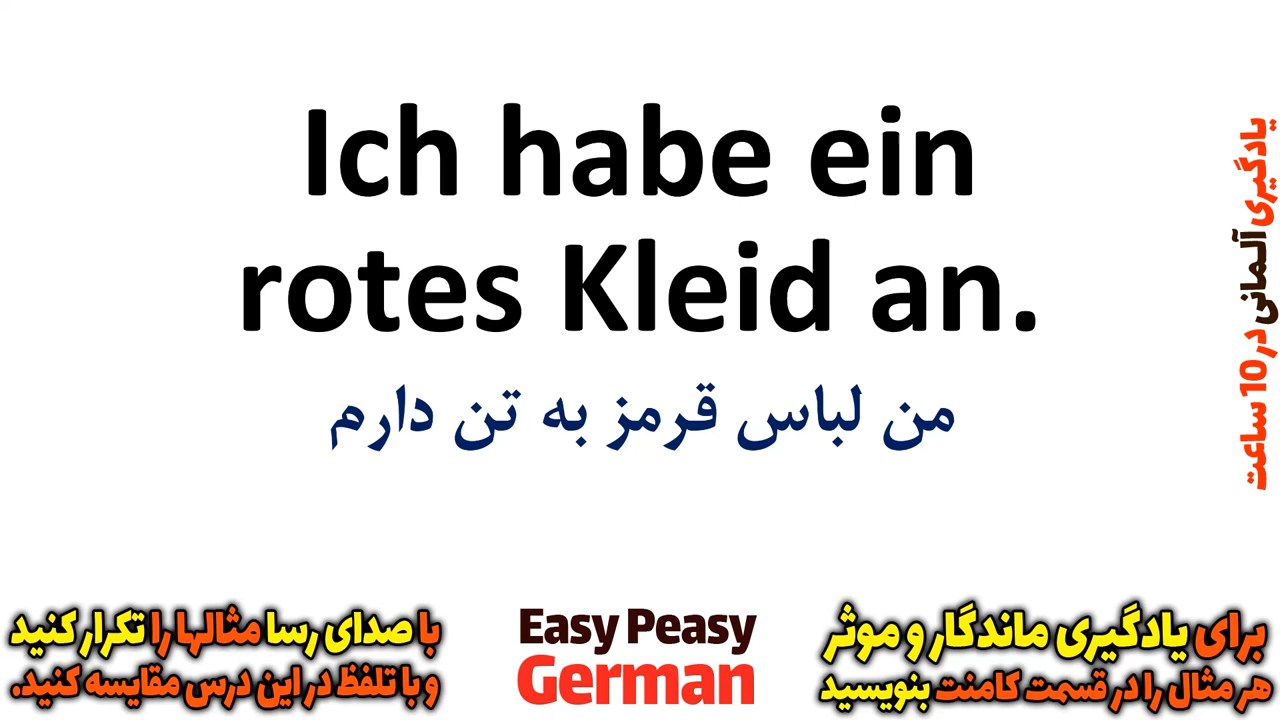 Ich habe ein
rotes Kleid an.
من لباس قرمز به تن دارم
یادگیری آلمانی در 10 ساعت
با صدای رسا مثالها را تکرار کنید
و با تلفظ در این درس مقایسه کنید.
Easy Peasy
German
برای یادگیری ماندگار و موثر
هر مثال را در قسمت کامنت بنویسید